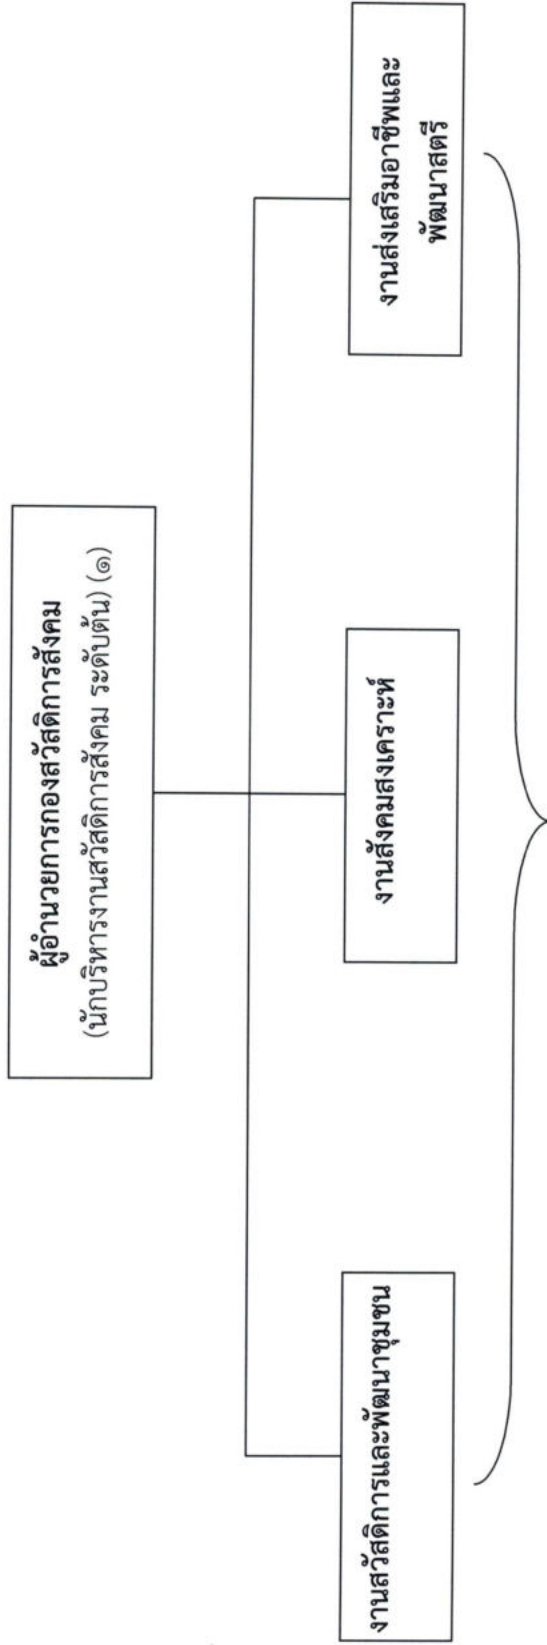 ผู้อำนวยการกองสวัสดิการสังคม
(นักบริหารงานสวัสดิการสังคม ระดับต้น) (๑)
งานสวัสดิการและพัฒนาชุมชน
งานสังคมสงเคราะห์
งานส่งเสริมอาชีพและ
พัฒนาสตรี